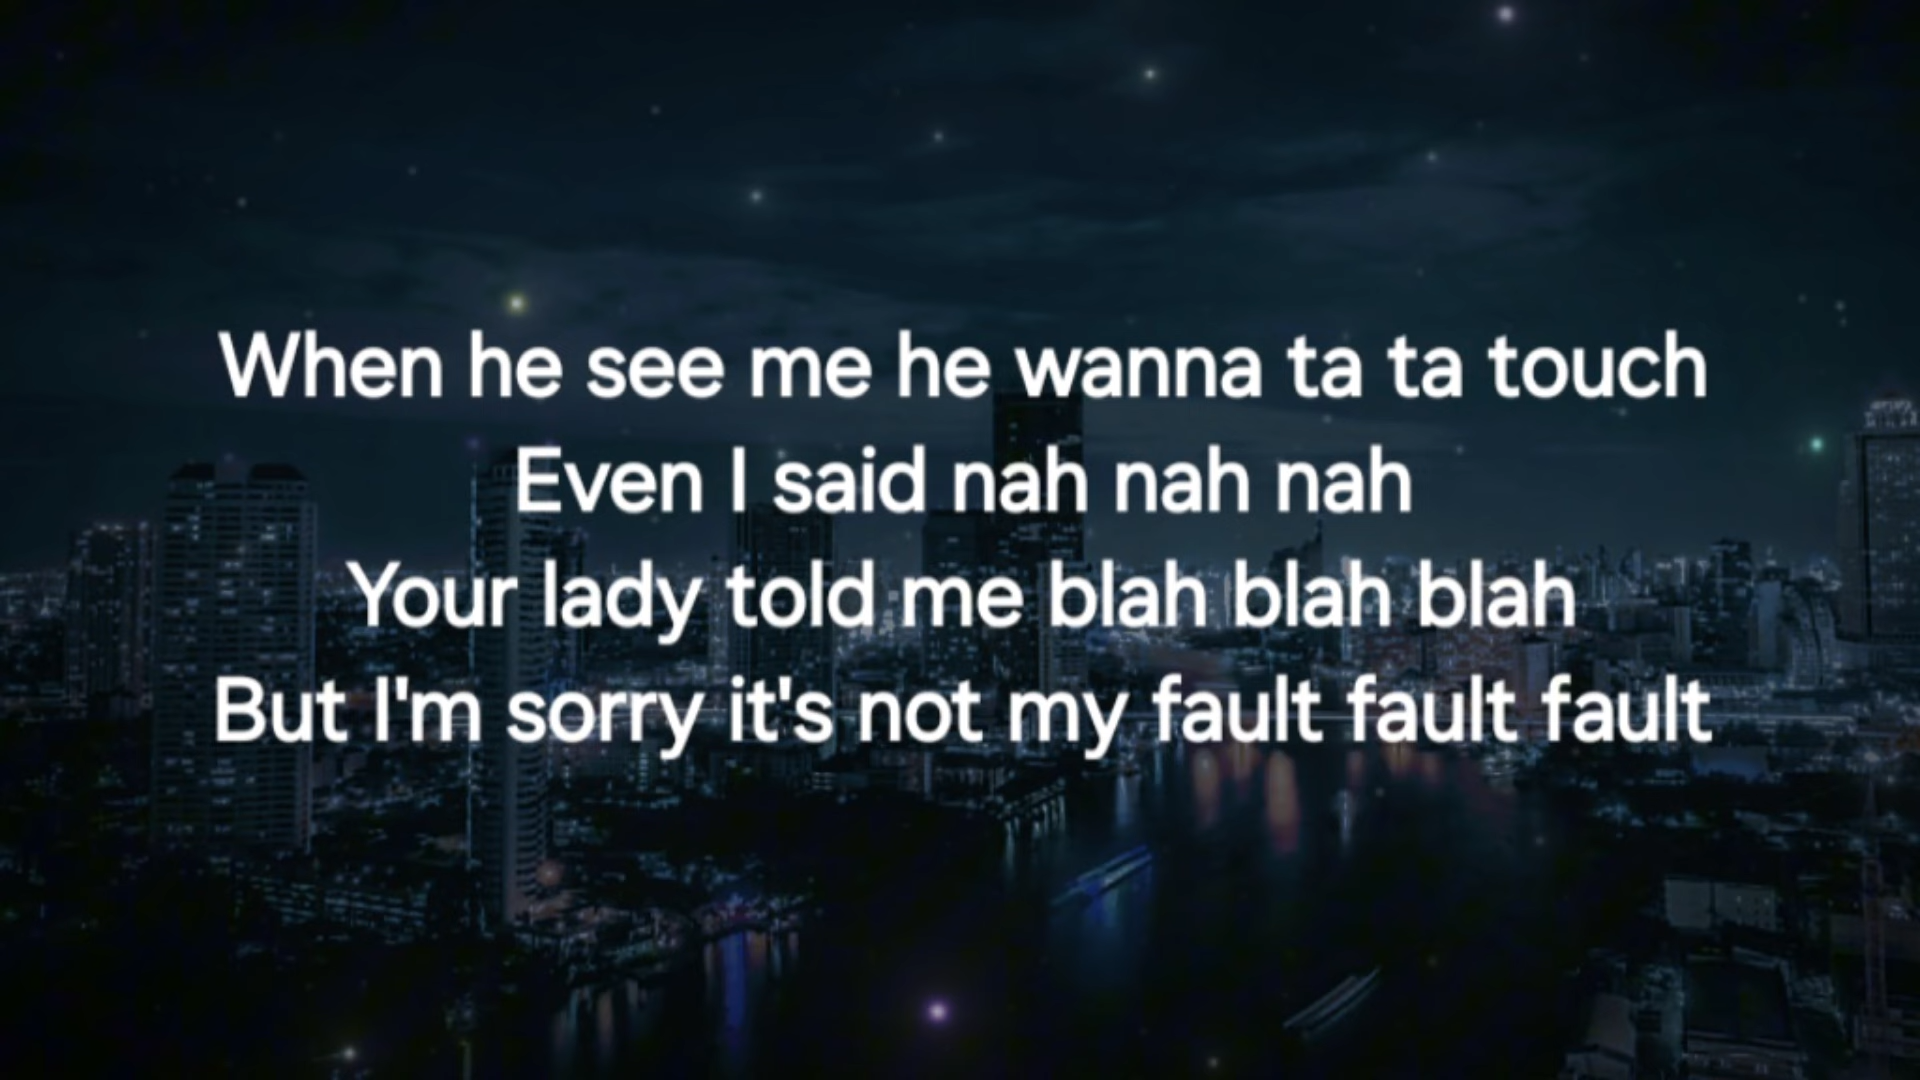 When he see me he wanna ta ta touch
Even I said nah nah nah
Your lady told me blah blah blah
But I'm sorry it's not my fault fault fault